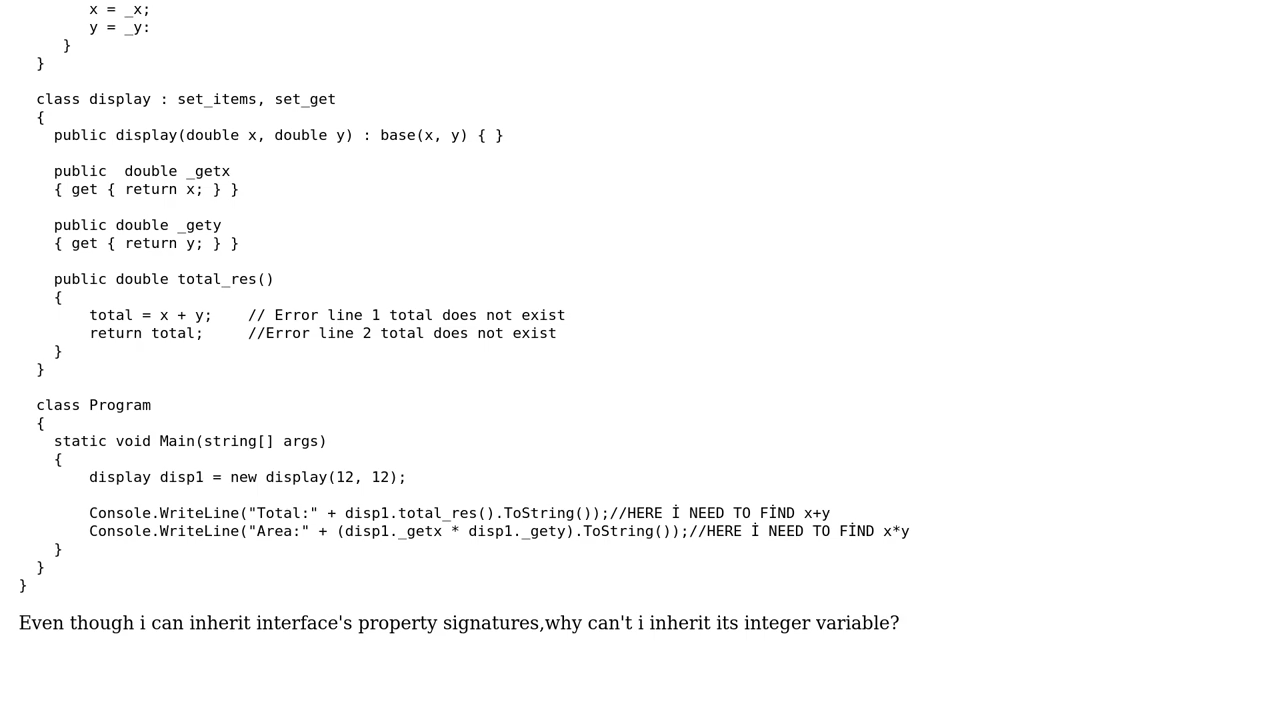 x = _x;
y = _y:
}
}
class display : set_items, set_get
{
public display(double x, double y) : base(x, y) { }
public  double _getx
{ get { return x; } }
public double _gety
{ get { return y; } }
public double total_res()
{
total = x + y;    // Error line 1 total does not exist
return total;     //Error line 2 total does not exist
}
}
class Program
{
static void Main(string[] args)
{
display disp1 = new display(12, 12);
Console.WriteLine("Total:" + disp1.total_res().ToString());//HERE İ NEED TO FİND x+y
Console.WriteLine("Area:" + (disp1._getx * disp1._gety).ToString());//HERE İ NEED TO FİND x*y
}
}
}
Even though i can inherit interface's property signatures,why can't i inherit its integer variable?